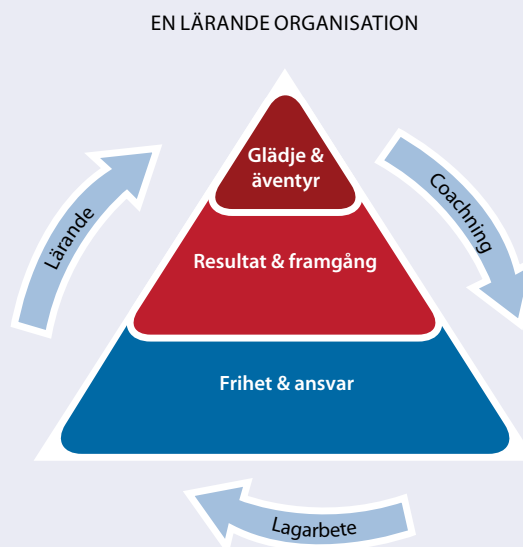 EN LÄRANDE ORGANISATION
Glädje &
äventyr
Lärande
Coachning
Resultat & framgång
Frihet & ansvar
Lagarbete